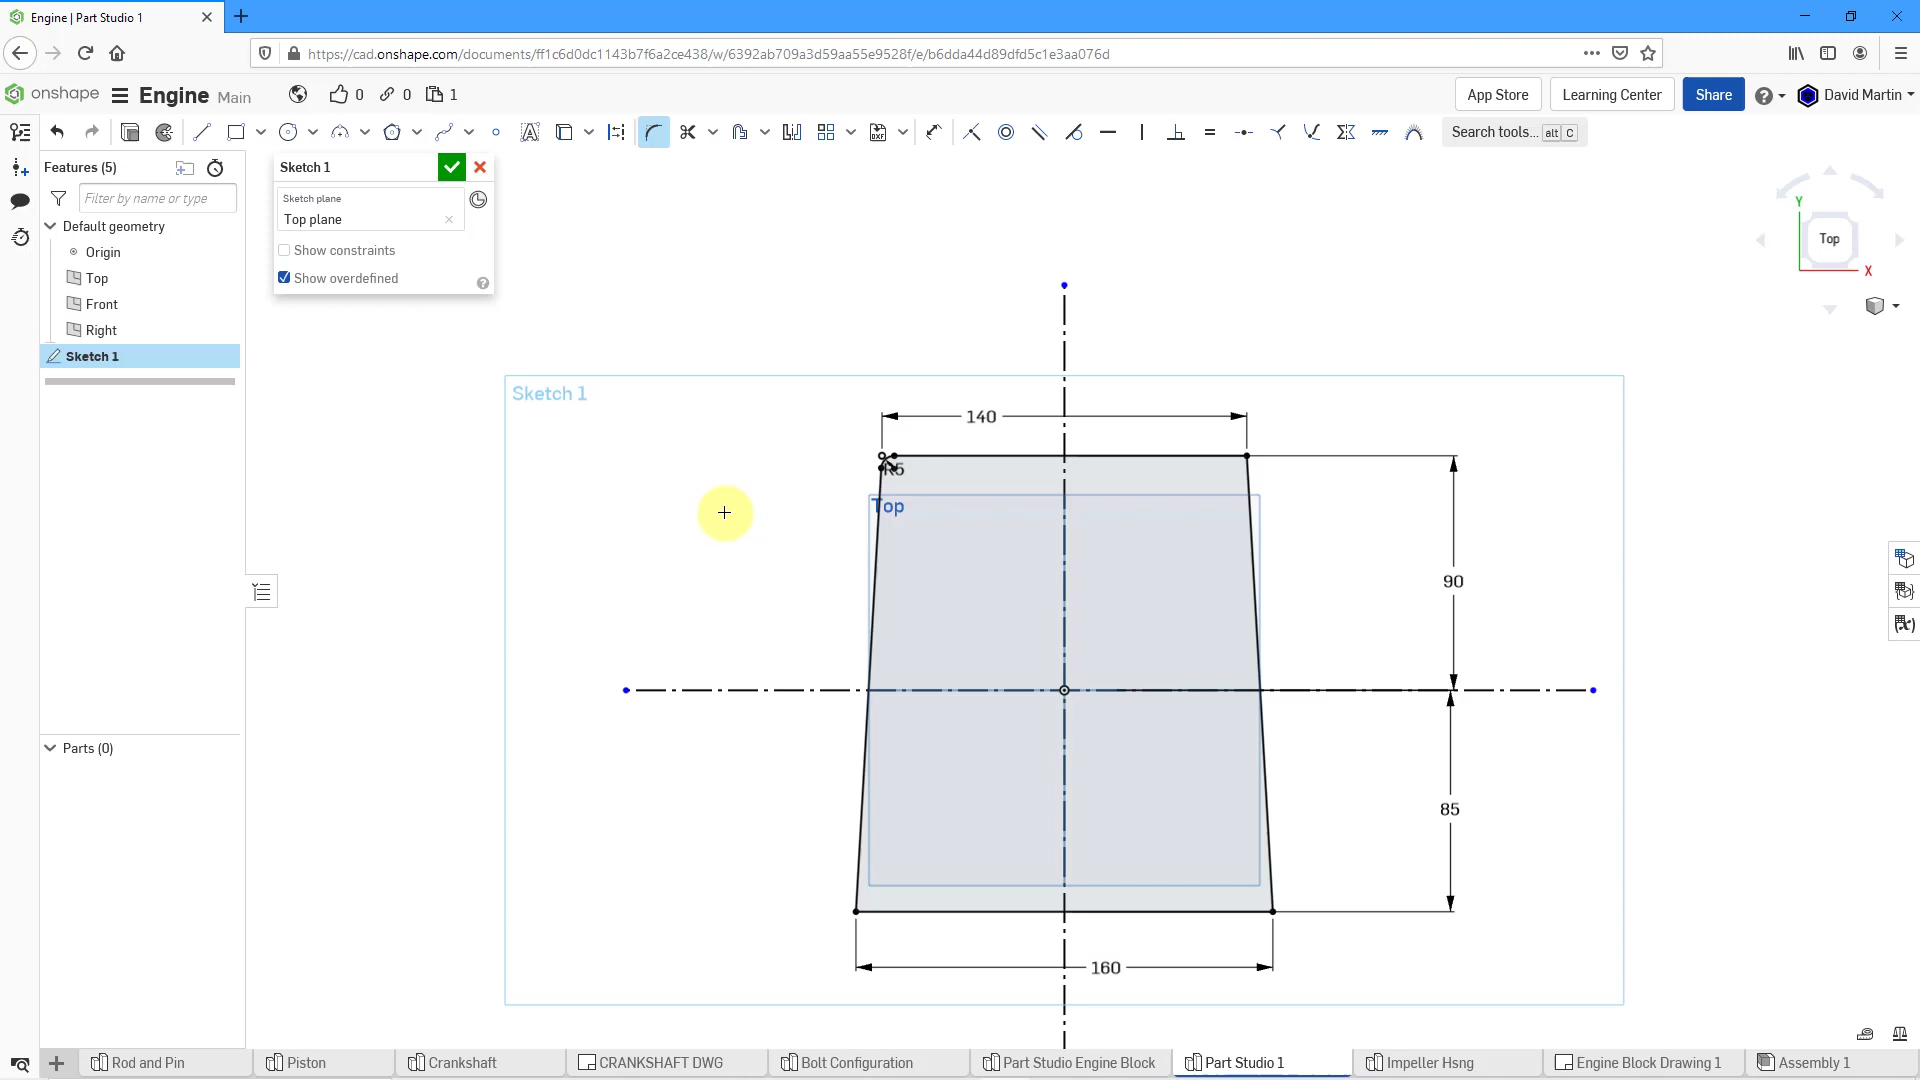 Engine | Part Studio 1
https://cad.onshape.com/documents/ff1c6d0dc1143b7f6a2ce438/w/6392ab709a3d59aa55e9528f/e/b6dda44d89dfd5c1e3aa076d
onshape Engine Main 0 0 1 App Store Learning Center Share David Martin
Search tools... alt C
Features (5)
Filter by name or type
Default geometry
Origin
Top
Front
Right
Sketch 1
Parts (0)
Sketch 1
Sketch plane
Top plane
Show constraints
Show overdefined
Y
Top
X
Sketch 1
140
R5
Top
90
85
160
Rod and Pin Piston Crankshaft CRANKSHAFT DWG Bolt Configuration Part Studio Engine Block Part Studio 1 Impeller Hsng Engine Block Drawing 1 Assembly 1